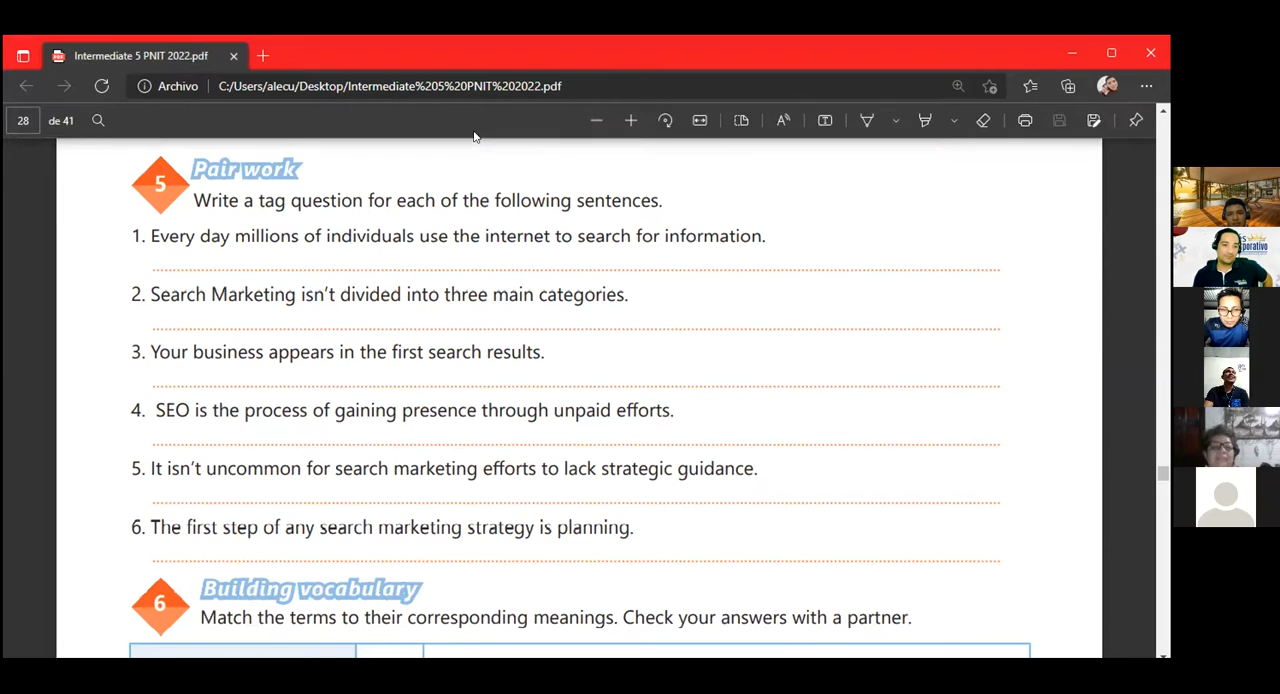 Intermediate 5 PNIT 2022.pdf
Archivo C:/Users/alecu/Desktop/Intermediate%205%20PNIT%202022.pdf
28 de 41
5 Pair work
Write a tag question for each of the following sentences.
1. Every day millions of individuals use the internet to search for information.
2. Search Marketing isn't divided into three main categories.
3. Your business appears in the first search results.
4. SEO is the process of gaining presence through unpaid efforts.
5. It isn't uncommon for search marketing efforts to lack strategic guidance.
6. The first step of any search marketing strategy is planning.
6 Building vocabulary
Match the terms to their corresponding meanings. Check your answers with a partner.